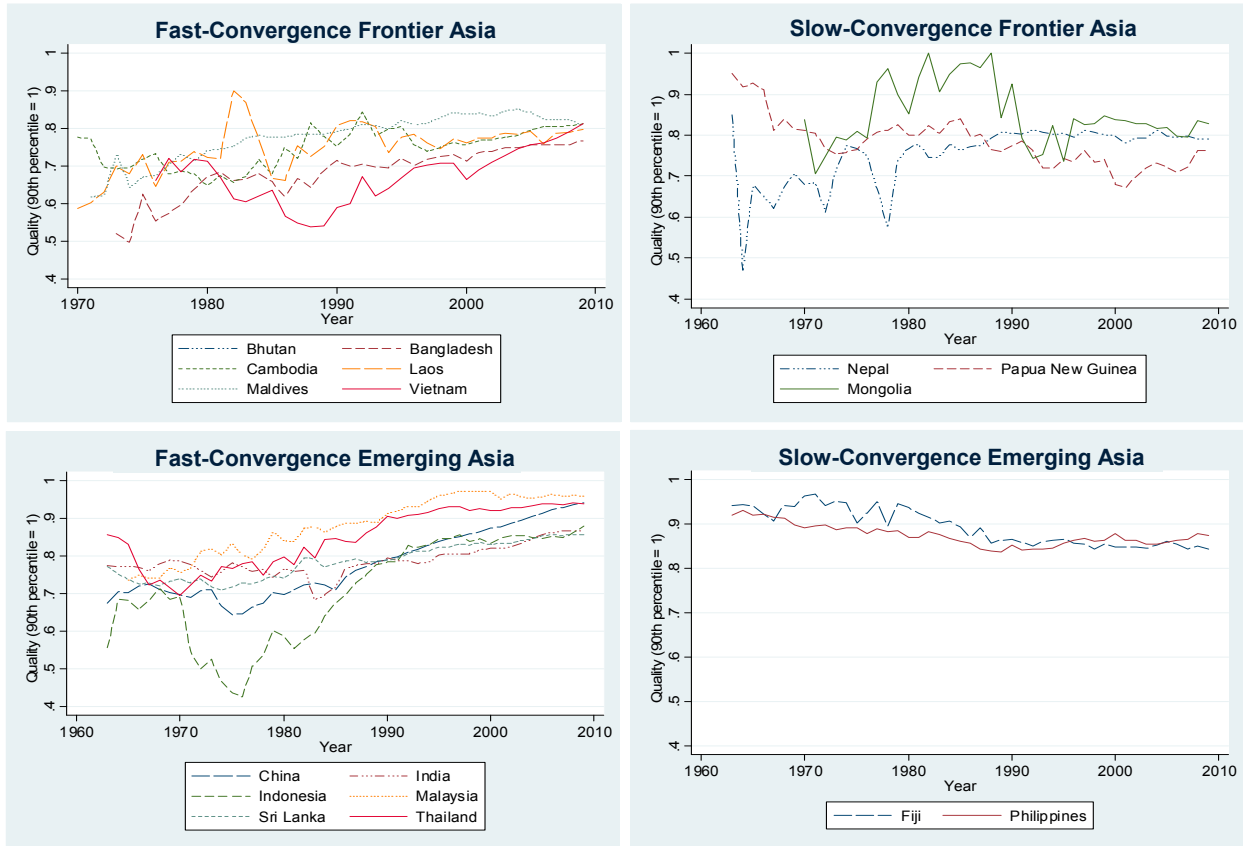 Fast-Convergence Frontier Asia
Quality (90th percentile = 1)
1
.9
.8
.7
.6
.5
.4
1970 1980 1990 2000 2010
Year
Bhutan Bangladesh
Cambodia Laos
Maldives Vietnam
Slow-Convergence Frontier Asia
Quality (90th percentile = 1)
1
.9
.8
.7
.6
.5
.4
1960 1970 1980 1990 2000 2010
Year
Nepal Papua New Guinea
Mongolia
Fast-Convergence Emerging Asia
Quality (90th percentile = 1)
1
.9
.8
.7
.6
.5
.4
1960 1970 1980 1990 2000 2010
Year
China India
Indonesia Malaysia
Sri Lanka Thailand
Slow-Convergence Emerging Asia
Quality (90th percentile = 1)
1
.9
.8
.7
.6
.5
.4
1960 1970 1980 1990 2000 2010
Year
Fiji Philippines